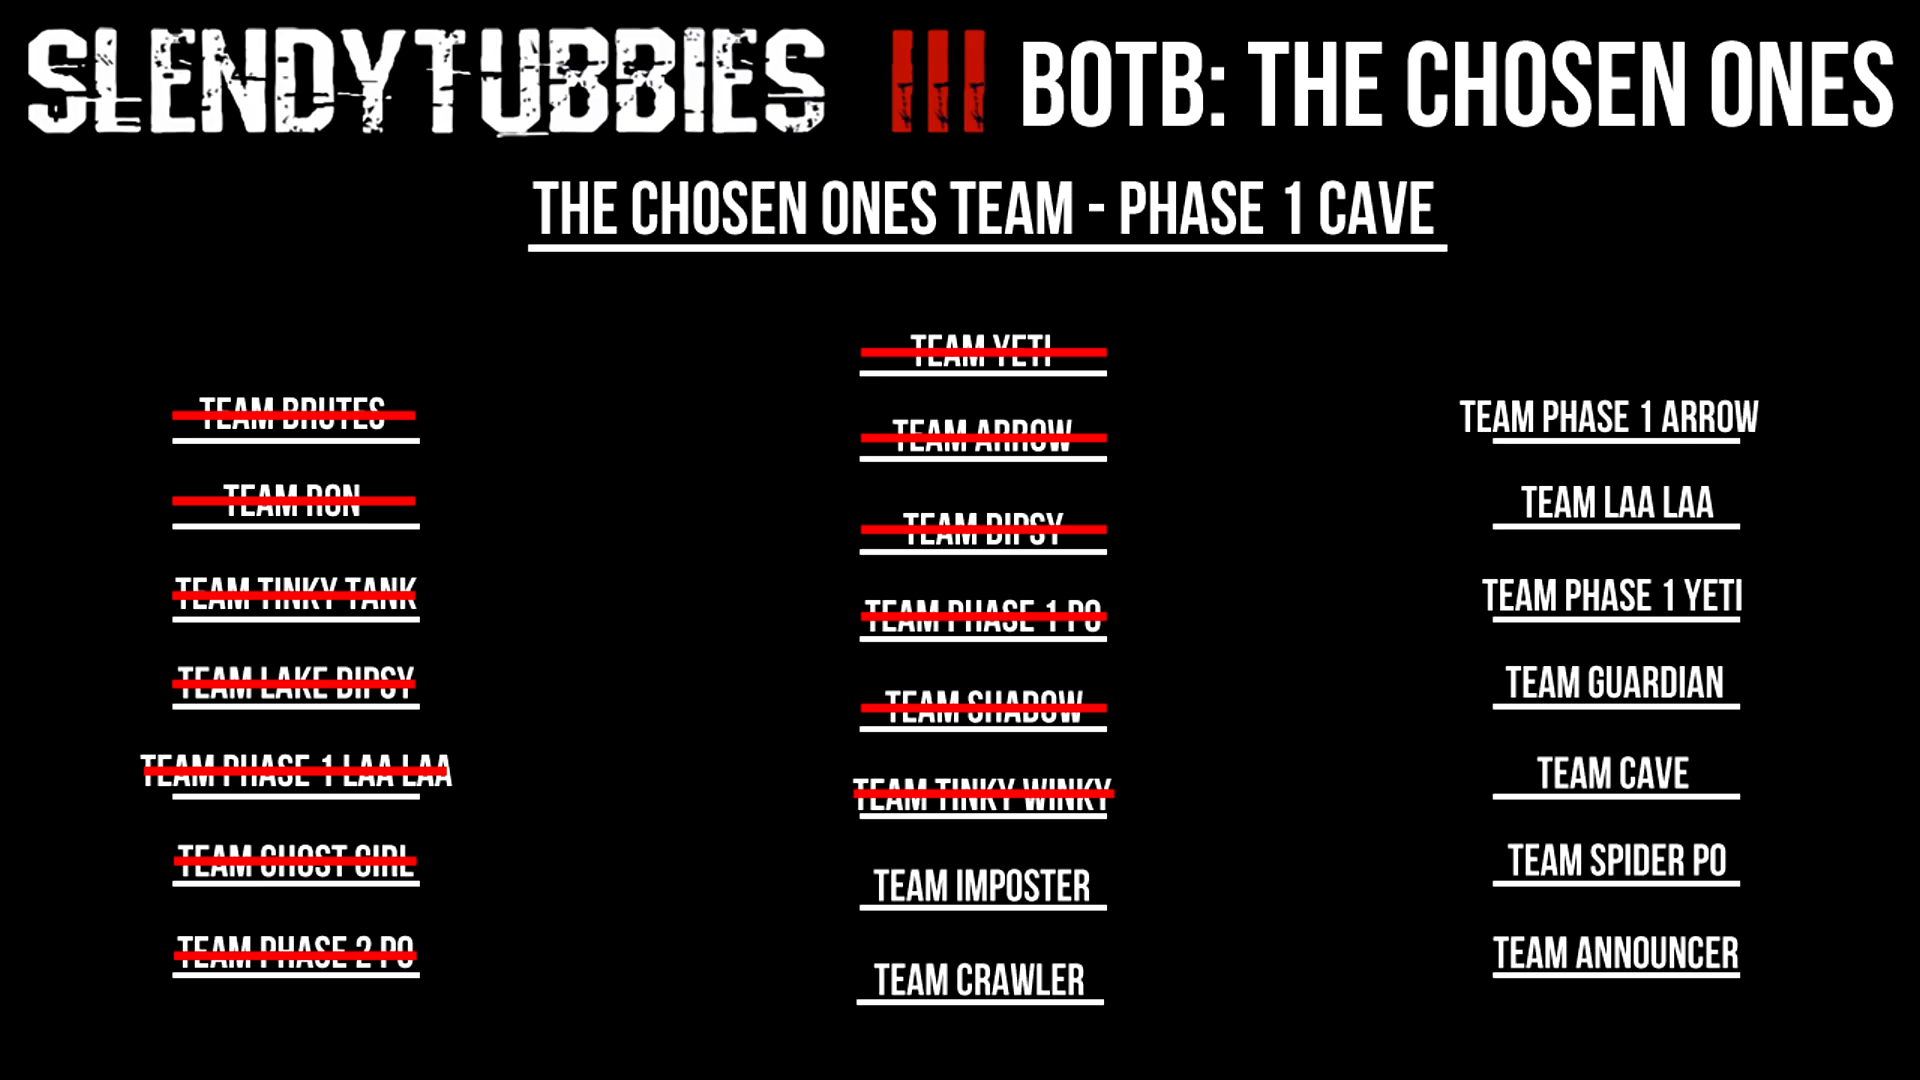 SLENDYTUBBIES III BOTB: THE CHOSEN ONES
THE CHOSEN ONES TEAM - PHASE 1 CAVE
TEAM BRUTES
TEAM RON
TEAM TINKY TANK
TEAM LAKE DIPSY
TEAM PHASE 1 LAA LAA
TEAM GHOST GIRL
TEAM PHASE 2 PO
TEAM YETI
TEAM ARROW
TEAM DIPSY
TEAM PHASE 1 PO
TEAM SHADOW
TEAM TINKY WINKY
TEAM IMPOSTER
TEAM CRAWLER
TEAM PHASE 1 ARROW
TEAM LAA LAA
TEAM PHASE 1 YETI
TEAM GUARDIAN
TEAM CAVE
TEAM SPIDER PO
TEAM ANNOUNCER